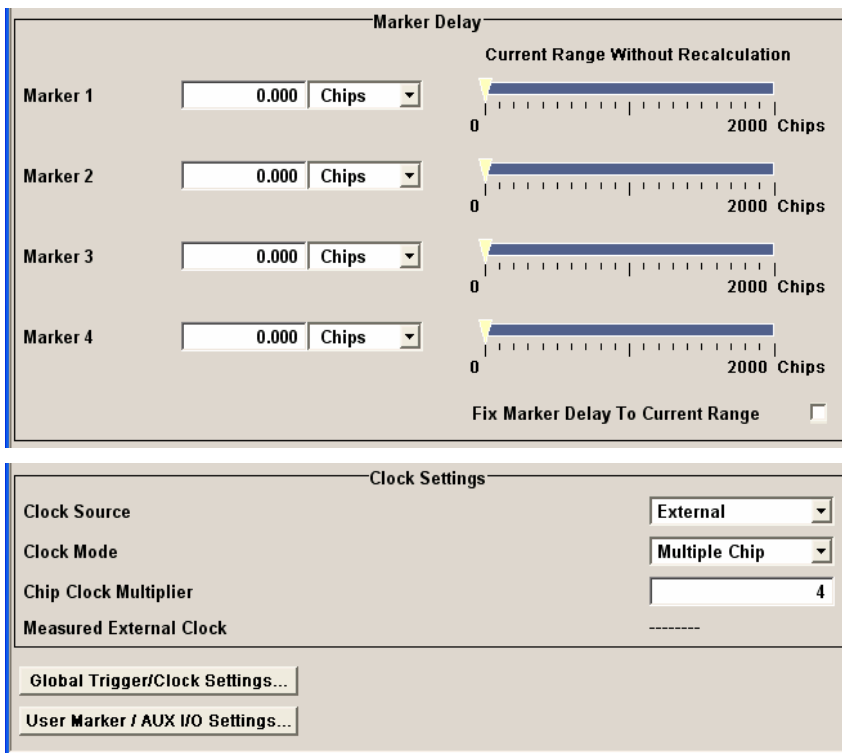 Marker Delay
Current Range Without Recalculation
Marker 1 0.000 Chips
0 2000 Chips
Marker 2 0.000 Chips
0 2000 Chips
Marker 3 0.000 Chips
0 2000 Chips
Marker 4 0.000 Chips
0 2000 Chips
Fix Marker Delay To Current Range
Clock Settings
Clock Source External
Clock Mode Multiple Chip
Chip Clock Multiplier 4
Measured External Clock --------
Global Trigger/Clock Settings...
User Marker / AUX I/O Settings...